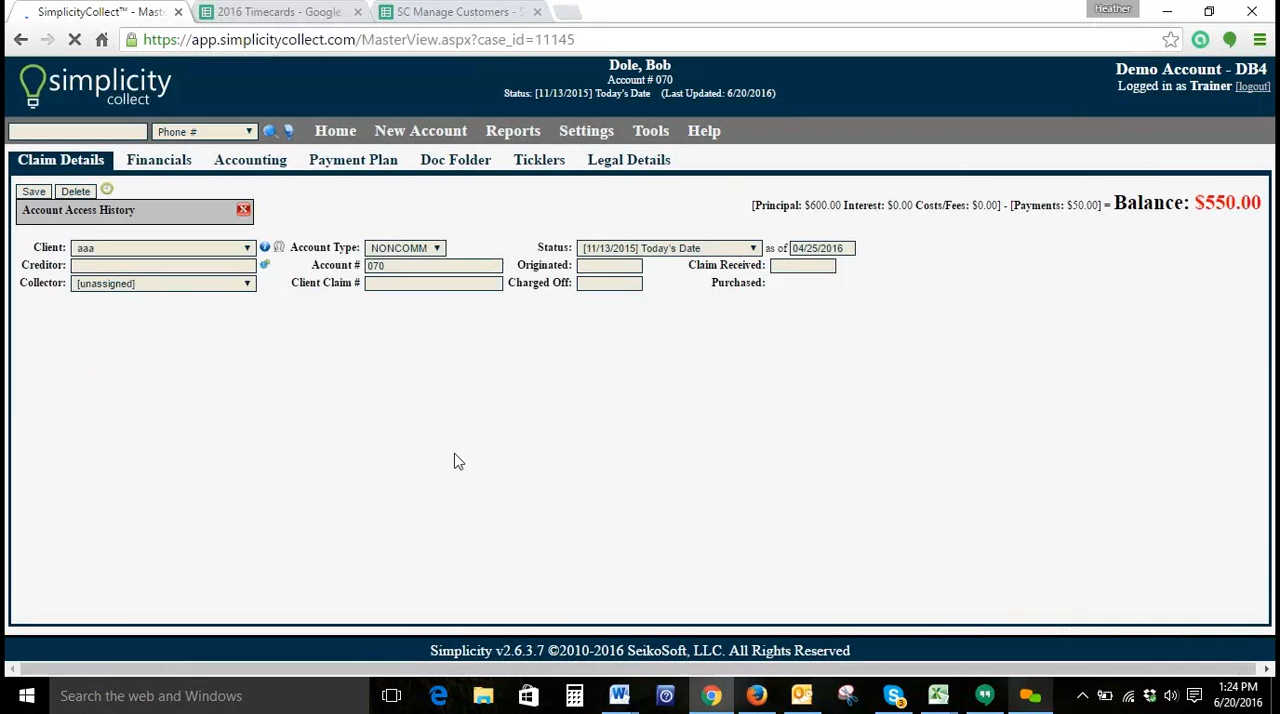 SimplicityCollect™ - Maste
2016 Timecards - Google
SC Manage Customers - S
Heather
https://app.simplicitycollect.com/MasterView.aspx?case_id=11145
simplicity
collect
Dole, Bob
Account # 070
Status: [11/13/2015] Today's Date (Last Updated: 6/20/2016)
Demo Account - DB4
Logged in as Trainer [logout]
Phone #
Home New Account Reports Settings Tools Help
Claim Details Financials Accounting Payment Plan Doc Folder Ticklers Legal Details
Save Delete
Account Access History
[Principal: $600.00 Interest: $0.00 Costs/Fees: $0.00] - [Payments: $50.00] = Balance: $550.00
Client: aaa Account Type: NONCOMM Status: [11/13/2015] Today's Date as of 04/25/2016
Creditor: Account # 070 Originated: Claim Received:
Collector: [unassigned] Client Claim # Charged Off: Purchased:
Simplicity v2.6.3.7 ©2010-2016 SeikoSoft, LLC. All Rights Reserved
Search the web and Windows
3
1:24 PM
6/20/2016